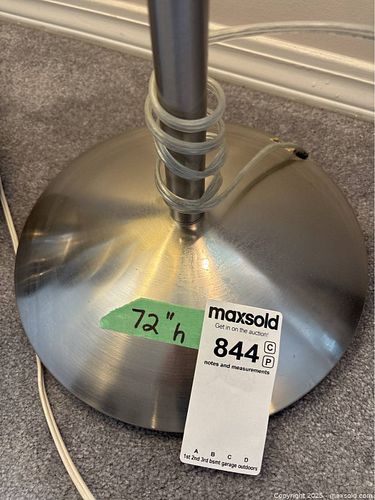 72"h
maxsold
Get in on the auction!
844 C P
notes and measurements
A B C D
1st 2nd 3rd bsmt garage outdoors
© Copyright 2025 - maxsold.com